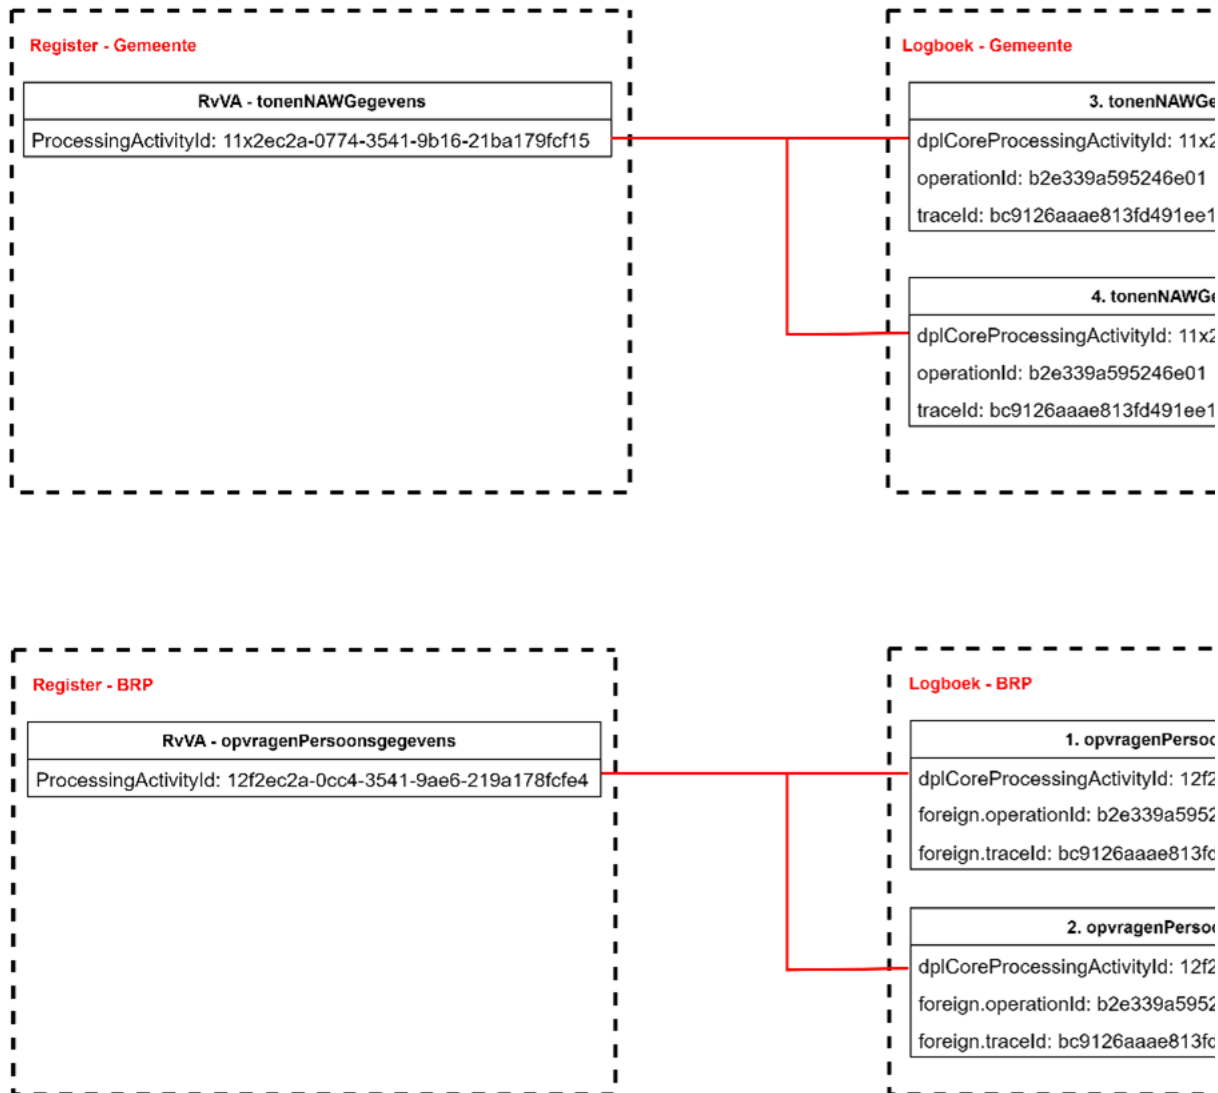 Register - Gemeente
RvVA - tonenNAWGegevens
ProcessingActivityId: 11x2ec2a-0774-3541-9b16-21ba179fcf15
Logboek - Gemeente
3. tonenNAWGe
dplCoreProcessingActivityId: 11x2
operationId: b2e339a595246e01
traceId: bc9126aaae813fd491ee1
4. tonenNAWGe
dplCoreProcessingActivityId: 11x2
operationId: b2e339a595246e01
traceId: bc9126aaae813fd491ee1
Register - BRP
RvVA - opvragenPersoonsgegevens
ProcessingActivityId: 12f2ec2a-0cc4-3541-9ae6-219a178fcfe4
Logboek - BRP
1. opvragenPersoo
dplCoreProcessingActivityId: 12f2
foreign.operationId: b2e339a5952
foreign.traceId: bc9126aaae813fd
2. opvragenPersoo
dplCoreProcessingActivityId: 12f2
foreign.operationId: b2e339a5952
foreign.traceId: bc9126aaae813fd